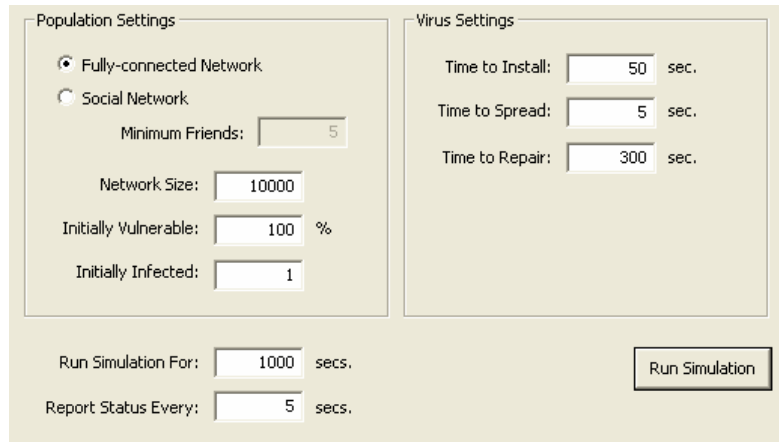 Population Settings
Fully-connected Network
Social Network
Minimum Friends: 5
Network Size: 10000
Initially Vulnerable: 100 %
Initially Infected: 1
Virus Settings
Time to Install: 50 sec.
Time to Spread: 5 sec.
Time to Repair: 300 sec.
Run Simulation For: 1000 secs.
Report Status Every: 5 secs.
Run Simulation